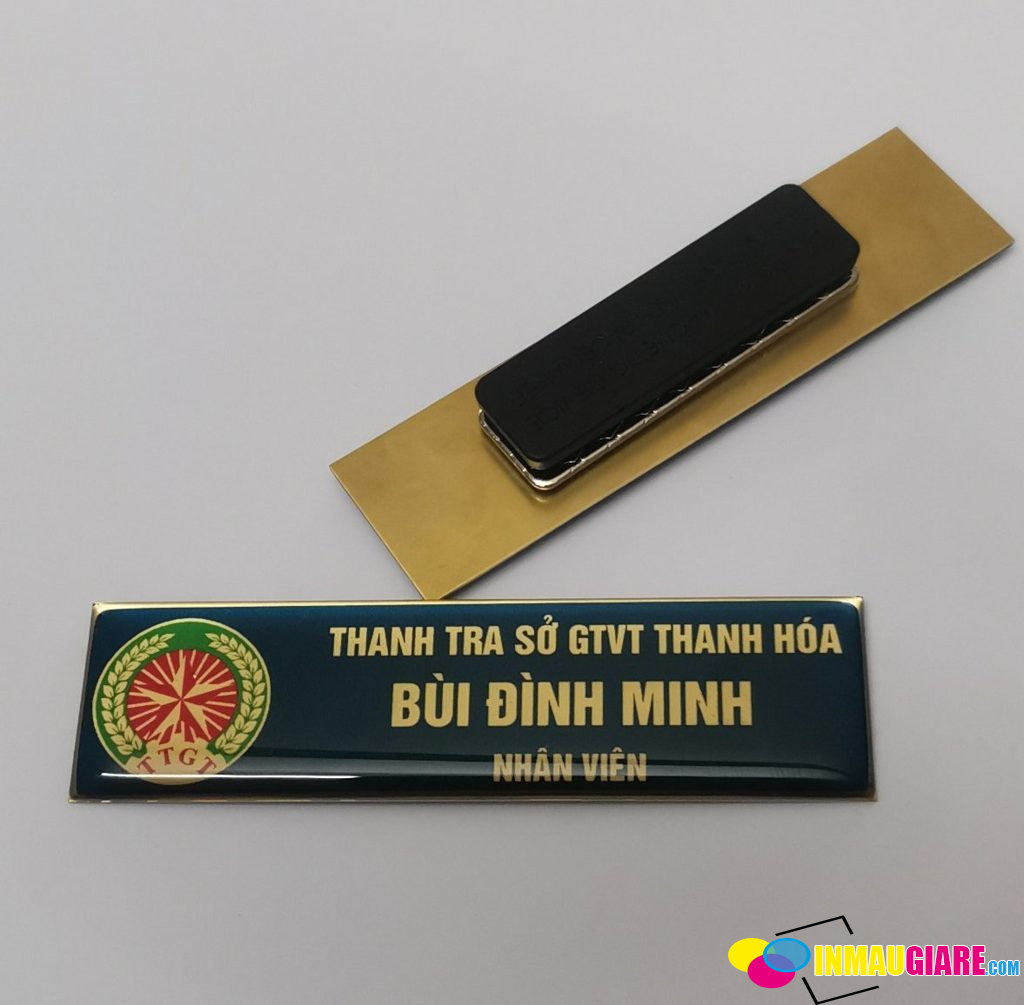 THANH TRA SỞ GTVT THANH HÓA
BÙI ĐÌNH MINH
NHÂN VIÊN
TTGT
INMAUGIARE.COM